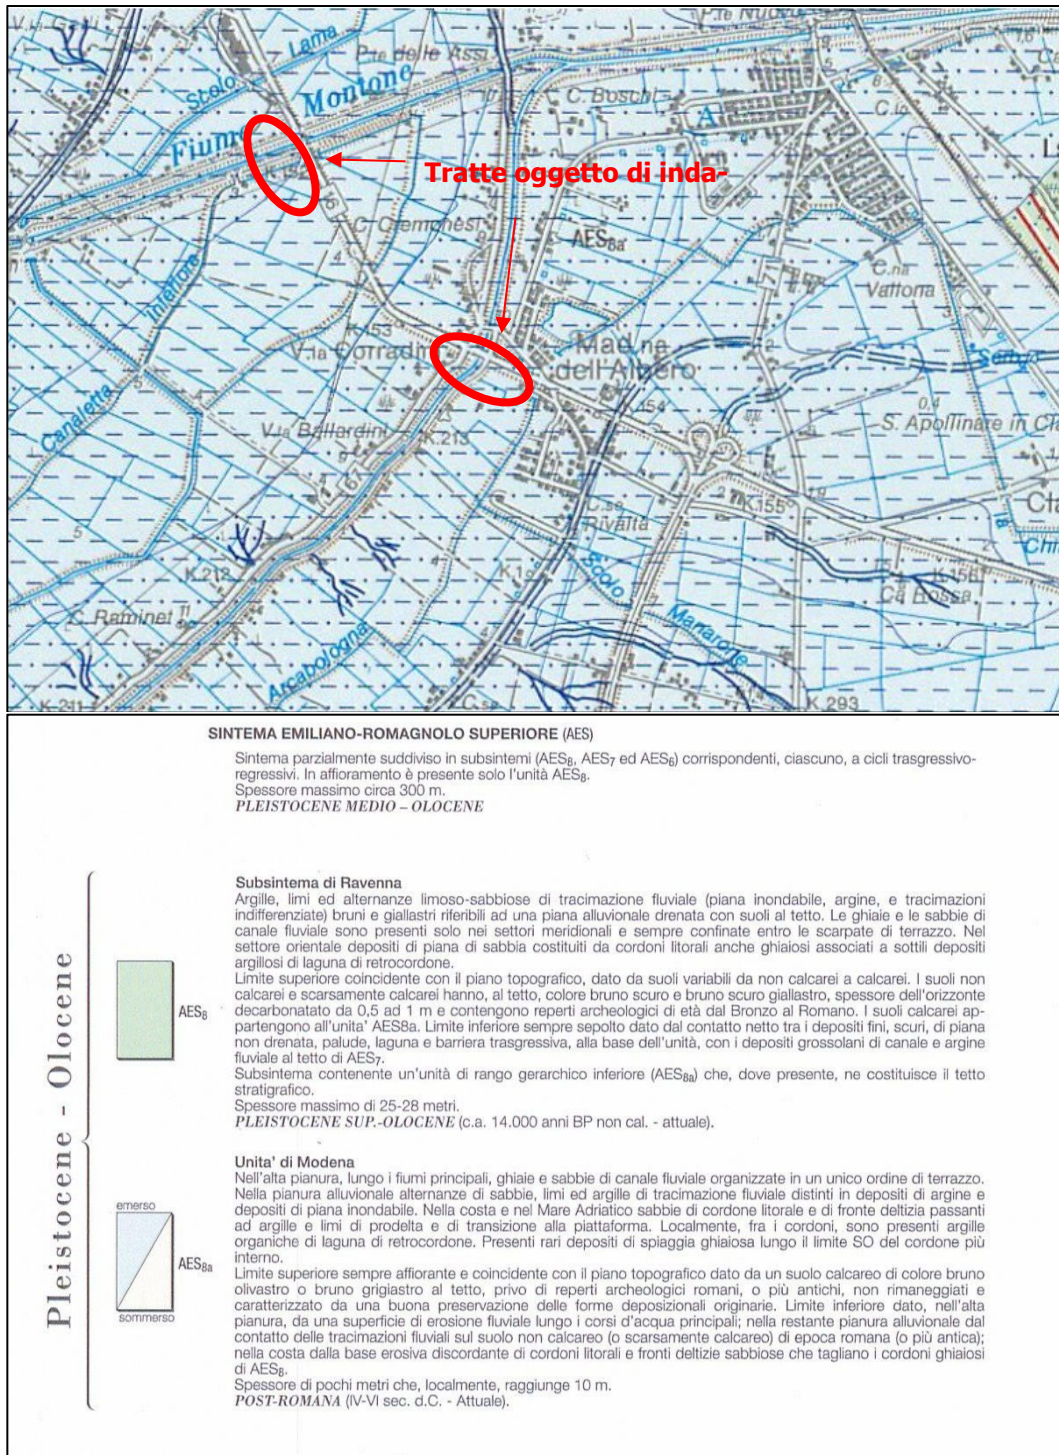 V.la Galli
Scolo
Lama
P.te delle Assi
P.te Nuovo
Fiume
Montone
C. Boschi
A
C. Io
Tratte oggetto di inda-
K.152
C. Cremonesi
AES8a
C.na
Vallona
Inferiore
K.153
V.la Corradini
Mad.na
dell'Albero
Canaletta
K.154
0,4
S. Apollinare in Cla
V.la Ballardini
K.213
C.se
Rivalta
K.155
Cla
Chi
K.212
Scolo
K.156
Ca Rossa
C. Raminet
Manarone
Arcabologna
K.211
C.se
K.293
SINTEMA EMILIANO-ROMAGNOLO SUPERIORE (AES)
Sintema parzialmente suddiviso in subsintemi (AES8, AES7 ed AES6) corrispondenti, ciascuno, a cicli trasgressivo-
regressivi. In affioramento è presente solo l'unità AES8.
Spessore massimo circa 300 m.
PLEISTOCENE MEDIO – OLOCENE
Pleistocene - Olocene
AES8
Subsintema di Ravenna
Argille, limi ed alternanze limoso-sabbiose di tracimazione fluviale (piana inondabile, argine, e tracimazioni
indifferenziate) bruni e giallastri riferibili ad una piana alluvionale drenata con suoli al tetto. Le ghiaie e le sabbie di
canale fluviale sono presenti solo nei settori meridionali e sempre confinate entro le scarpate di terrazzo. Nel
settore orientale depositi di piana di sabbia costituiti da cordoni litorali anche ghiaiosi associati a sottili depositi
argillosi di laguna di retrocordone.
Limite superiore coincidente con il piano topografico, dato da suoli variabili da non calcarei a calcarei. I suoli non
calcarei e scarsamente calcarei hanno, al tetto, colore bruno scuro e bruno scuro giallastro, spessore dell'orizzonte
decarbonatato da 0,5 ad 1 m e contengono reperti archeologici di età dal Bronzo al Romano. I suoli calcarei ap-
partengono all'unita' AES8a. Limite inferiore sempre sepolto dato dal contatto netto tra i depositi fini, scuri, di piana
non drenata, palude, laguna e barriera trasgressiva, alla base dell'unità, con i depositi grossolani di canale e argine
fluviale al tetto di AES7.
Subsintema contenente un'unità di rango gerarchico inferiore (AES8a) che, dove presente, ne costituisce il tetto
stratigrafico.
Spessore massimo di 25-28 metri.
PLEISTOCENE SUP.-OLOCENE (c.a. 14.000 anni BP non cal. - attuale).
emerso
AES8a
sommerso
Unita' di Modena
Nell'alta pianura, lungo i fiumi principali, ghiaie e sabbie di canale fluviale organizzate in un unico ordine di terrazzo.
Nella pianura alluvionale alternanze di sabbie, limi ed argille di tracimazione fluviale distinti in depositi di argine e
depositi di piana inondabile. Nella costa e nel Mare Adriatico sabbie di cordone litorale e di fronte deltizia passanti
ad argille e limi di prodelta e di transizione alla piattaforma. Localmente, fra i cordoni, sono presenti argille
organiche di laguna di retrocordone. Presenti rari depositi di spiaggia ghiaiosa lungo il limite SO del cordone più
interno.
Limite superiore sempre affiorante e coincidente con il piano topografico dato da un suolo calcareo di colore bruno
olivastro o bruno grigiastro al tetto, privo di reperti archeologici romani, o più antichi, non rimaneggiati e
caratterizzato da una buona preservazione delle forme deposizionali originarie. Limite inferiore dato, nell'alta
pianura, da una superficie di erosione fluviale lungo i corsi d'acqua principali; nella restante pianura alluvionale dal
contatto delle tracimazioni fluviali sul suolo non calcareo (o scarsamente calcareo) di epoca romana (o più antica);
nella costa dalla base erosiva discordante di cordoni litorali e fronti deltizie sabbiose che tagliano i cordoni ghiaiosi
di AES8.
Spessore di pochi metri che, localmente, raggiunge 10 m.
POST-ROMANA (IV-VI sec. d.C. - Attuale).